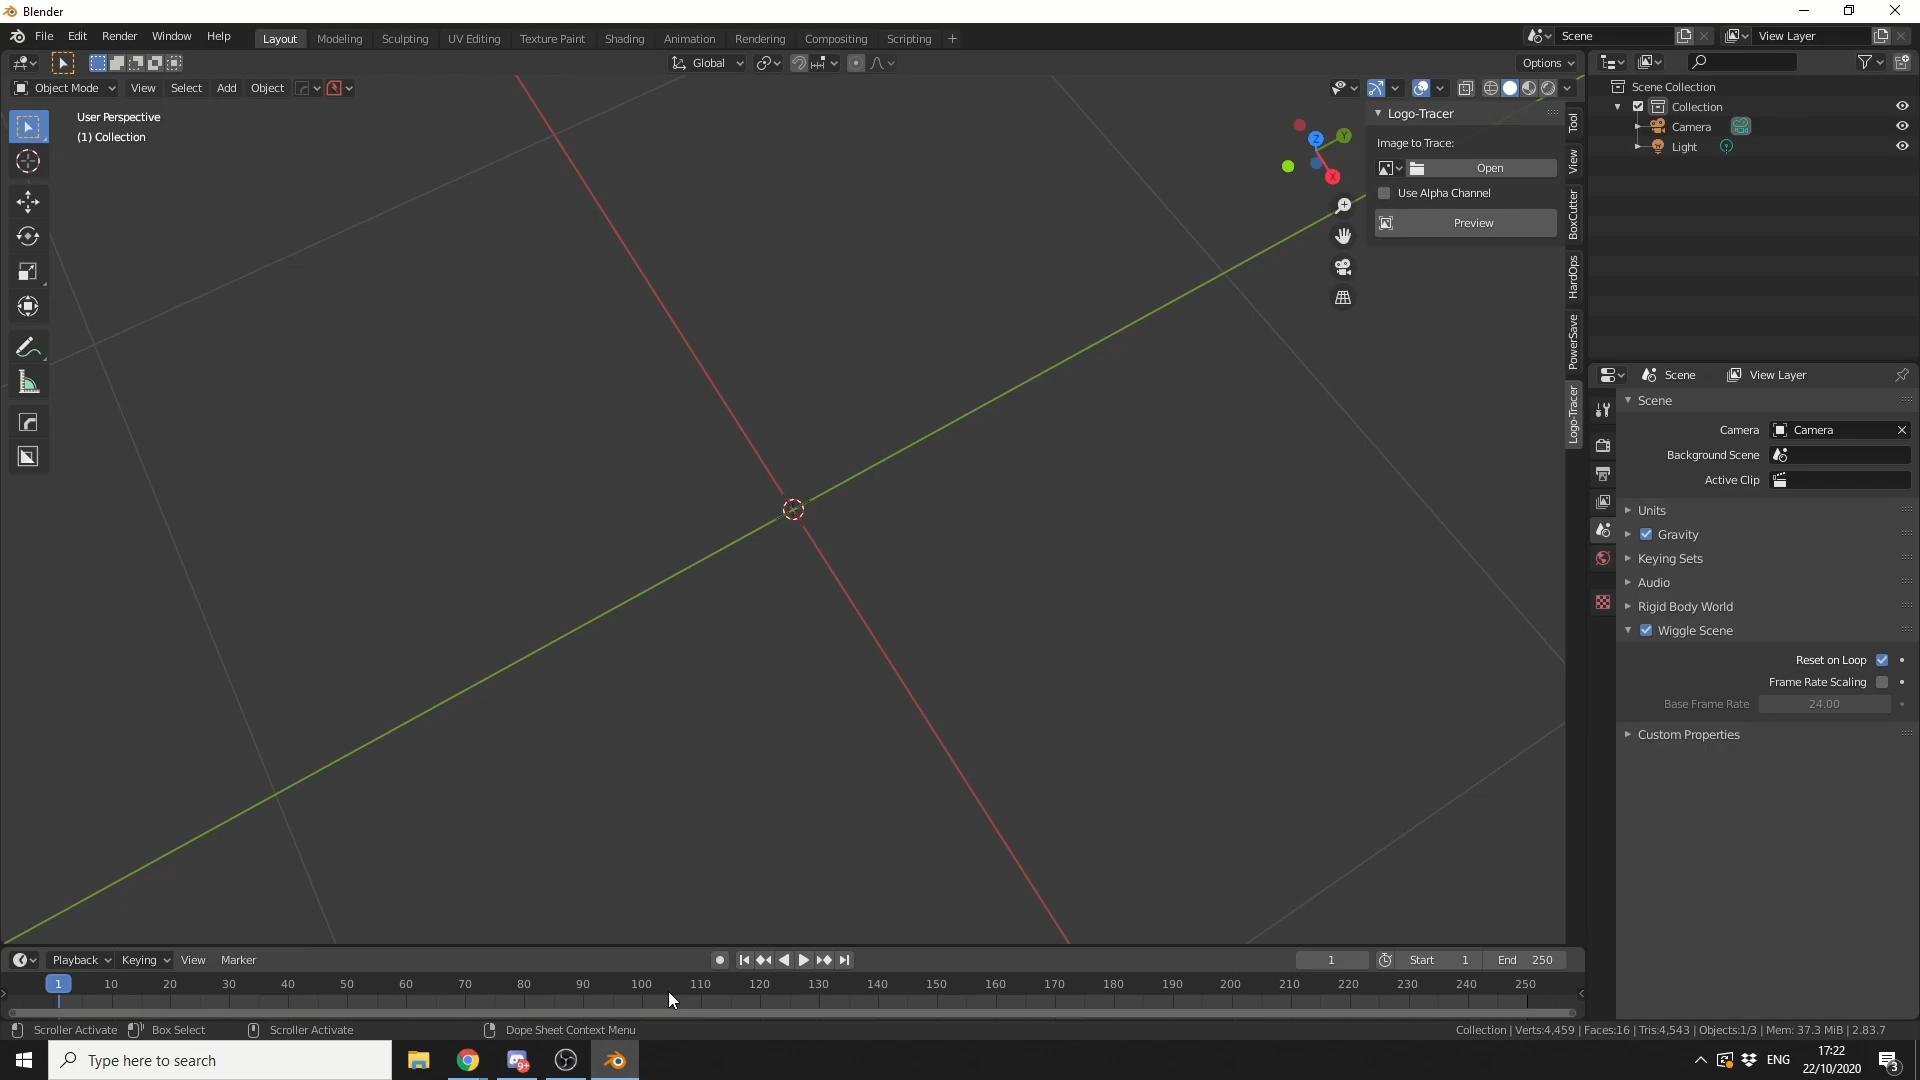 Blender
File Edit Render Window Help
Layout Modeling Sculpting UV Editing Texture Paint Shading Animation Rendering Compositing Scripting +
Scene
View Layer
Global
Options
Object Mode View Select Add Object
User Perspective
(1) Collection
Z
Y
X
Logo-Tracer
Image to Trace:
Open
Use Alpha Channel
Preview
Tool
View
BoxCutter
HardOps
PowerSave
Logo-Tracer
Scene Collection
Collection
Camera
Light
Scene View Layer
Scene
Camera Camera
Background Scene
Active Clip
Units
Gravity
Keying Sets
Audio
Rigid Body World
Wiggle Scene
Reset on Loop
Frame Rate Scaling
Base Frame Rate 24.00
Custom Properties
Playback Keying View Marker
1 Start 1 End 250
1 10 20 30 40 50 60 70 80 90 100 110 120 130 140 150 160 170 180 190 200 210 220 230 240 250
Scroller Activate Box Select Scroller Activate Dope Sheet Context Menu
Collection | Verts:4,459 | Faces:16 | Tris:4,543 | Objects:1/3 | Mem: 37.3 MiB | 2.83.7
Type here to search
9+
ENG
17:22
22/10/2020
3